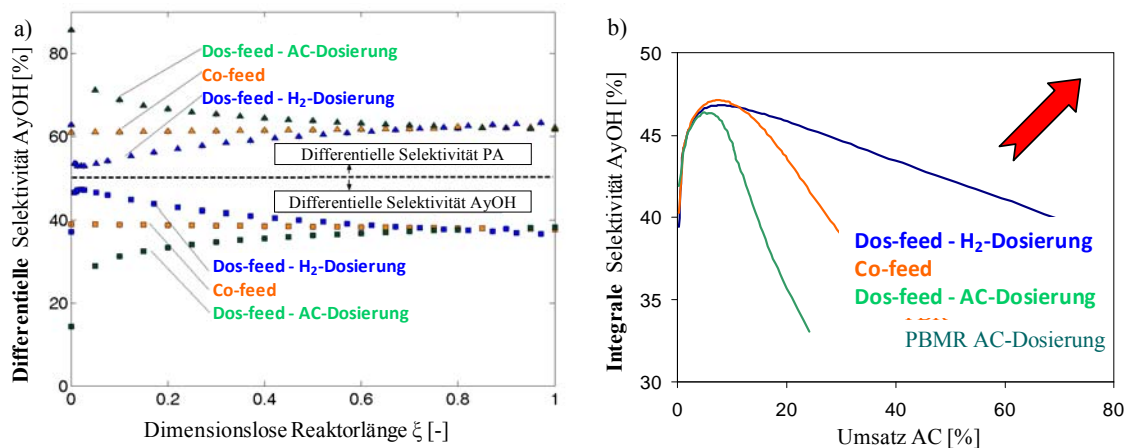 a)
Differentielle Selektivität AyOH [%]
80
60
40
20
0
Dos-feed - AC-Dosierung
Co-feed
Dos-feed - H₂-Dosierung
Differentielle Selektivität PA
Differentielle Selektivität AyOH
Dos-feed - H₂-Dosierung
Co-feed
Dos-feed - AC-Dosierung
0 0.2 0.4 0.6 0.8 1
Dimensionslose Reaktorlänge ξ [-]
b)
Integrale Selektivität AyOH [%]
50
45
40
35
30
Dos-feed - H₂-Dosierung
Co-feed
Dos-feed - AC-Dosierung
PBMR AC-Dosierung
0 20 40 60 80
Umsatz AC [%]